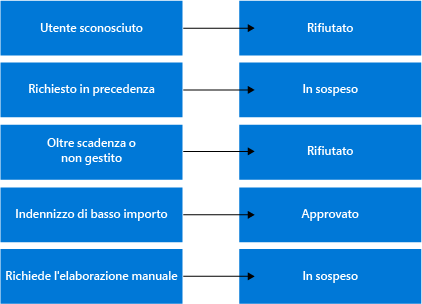 Utente sconosciuto
Rifiutato
Richiesto in precedenza
In sospeso
Oltre scadenza o
non gestito
Rifiutato
Indennizzo di basso importo
Approvato
Richiede l'elaborazione manuale
In sospeso